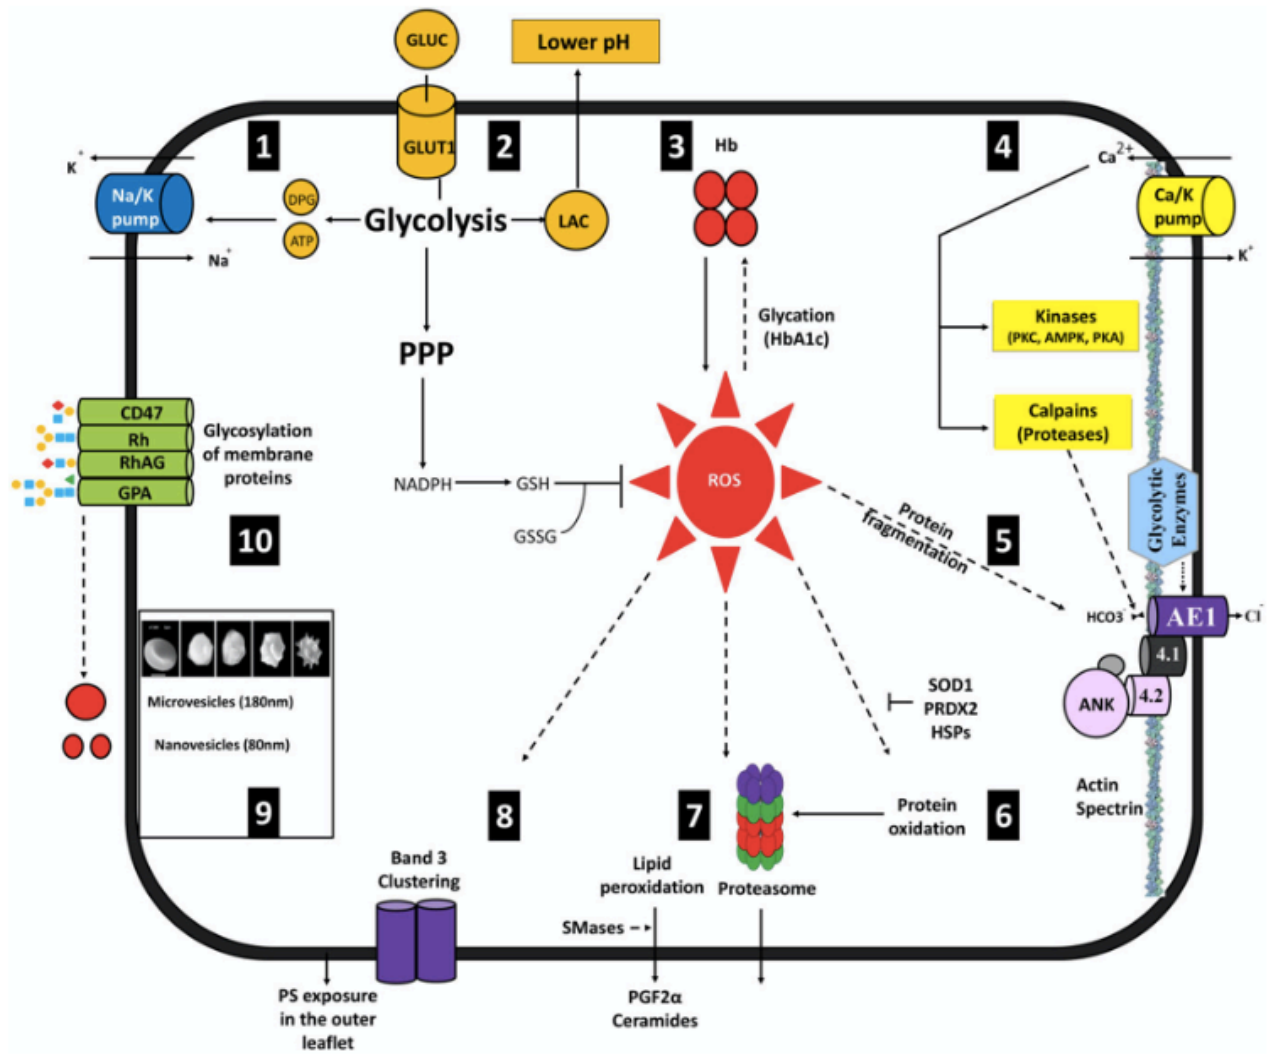 GLUC
Lower pH
1
GLUT1
2
3
Hb
4
Ca2+
K+
Na/K
pump
DPG
ATP
Glycolysis
LAC
Ca/K
pump
Na+
K+
Glycation
(HbA1c)
Kinases
(PKC, AMPK, PKA)
PPP
CD47
Rh
RhAG
GPA
Glycosylation
of membrane
proteins
Calpains
(Proteases)
NADPH
GSH
GSSG
ROS
Protein
fragmentation
5
Glycolytic
Enzymes
10
HCO3-
AE1
Cl-
4.1
4.2
ANK
Microvesicles (180nm)
Nanovesicles (80nm)
9
SOD1
PRDX2
HSPs
8
7
Protein
oxidation
6
Actin
Spectrin
Band 3
Clustering
Lipid
peroxidation
Proteasome
SMases
PS exposure
in the outer
leaflet
PGF2α
Ceramides